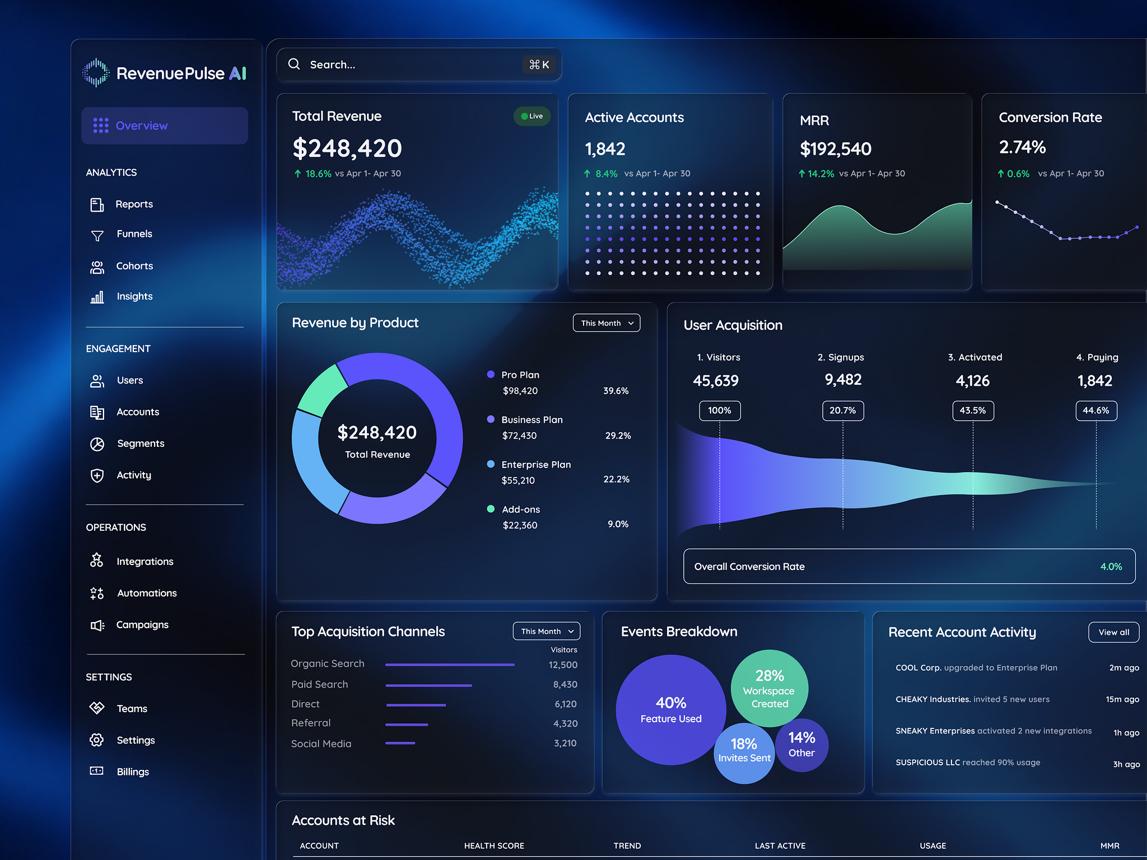 RevenuePulse AI
Overview
ANALYTICS
Reports
Funnels
Cohorts
Insights
ENGAGEMENT
Users
Accounts
Segments
Activity
OPERATIONS
Integrations
Automations
Campaigns
SETTINGS
Teams
Settings
Billings
Search... ⌘K
Total Revenue Live
$248,420
↑ 18.6% vs Apr 1- Apr 30
Active Accounts
1,842
↑ 8.4% vs Apr 1- Apr 30
MRR
$192,540
↑ 14.2% vs Apr 1- Apr 30
Conversion Rate
2.74%
↑ 0.6% vs Apr 1- Apr 30
Revenue by Product This Month
$248,420
Total Revenue
Pro Plan
$98,420 39.6%
Business Plan
$72,430 29.2%
Enterprise Plan
$55,210 22.2%
Add-ons
$22,360 9.0%
User Acquisition
1. Visitors 2. Signups 3. Activated 4. Paying
45,639 9,482 4,126 1,842
100% 20.7% 43.5% 44.6%
Overall Conversion Rate 4.0%
Top Acquisition Channels This Month
Visitors
Organic Search 12,500
Paid Search 8,430
Direct 6,120
Referral 4,320
Social Media 3,210
Events Breakdown
40%
Feature Used
28%
Workspace
Created
18%
Invites Sent
14%
Other
Recent Account Activity View all
COOL Corp. upgraded to Enterprise Plan 2m ago
CHEAKY Industries. invited 5 new users 15m ago
SNEAKY Enterprises activated 2 new integrations 1h ago
SUSPICIOUS LLC reached 90% usage 3h ago
Accounts at Risk
ACCOUNT HEALTH SCORE TREND LAST ACTIVE USAGE MMR